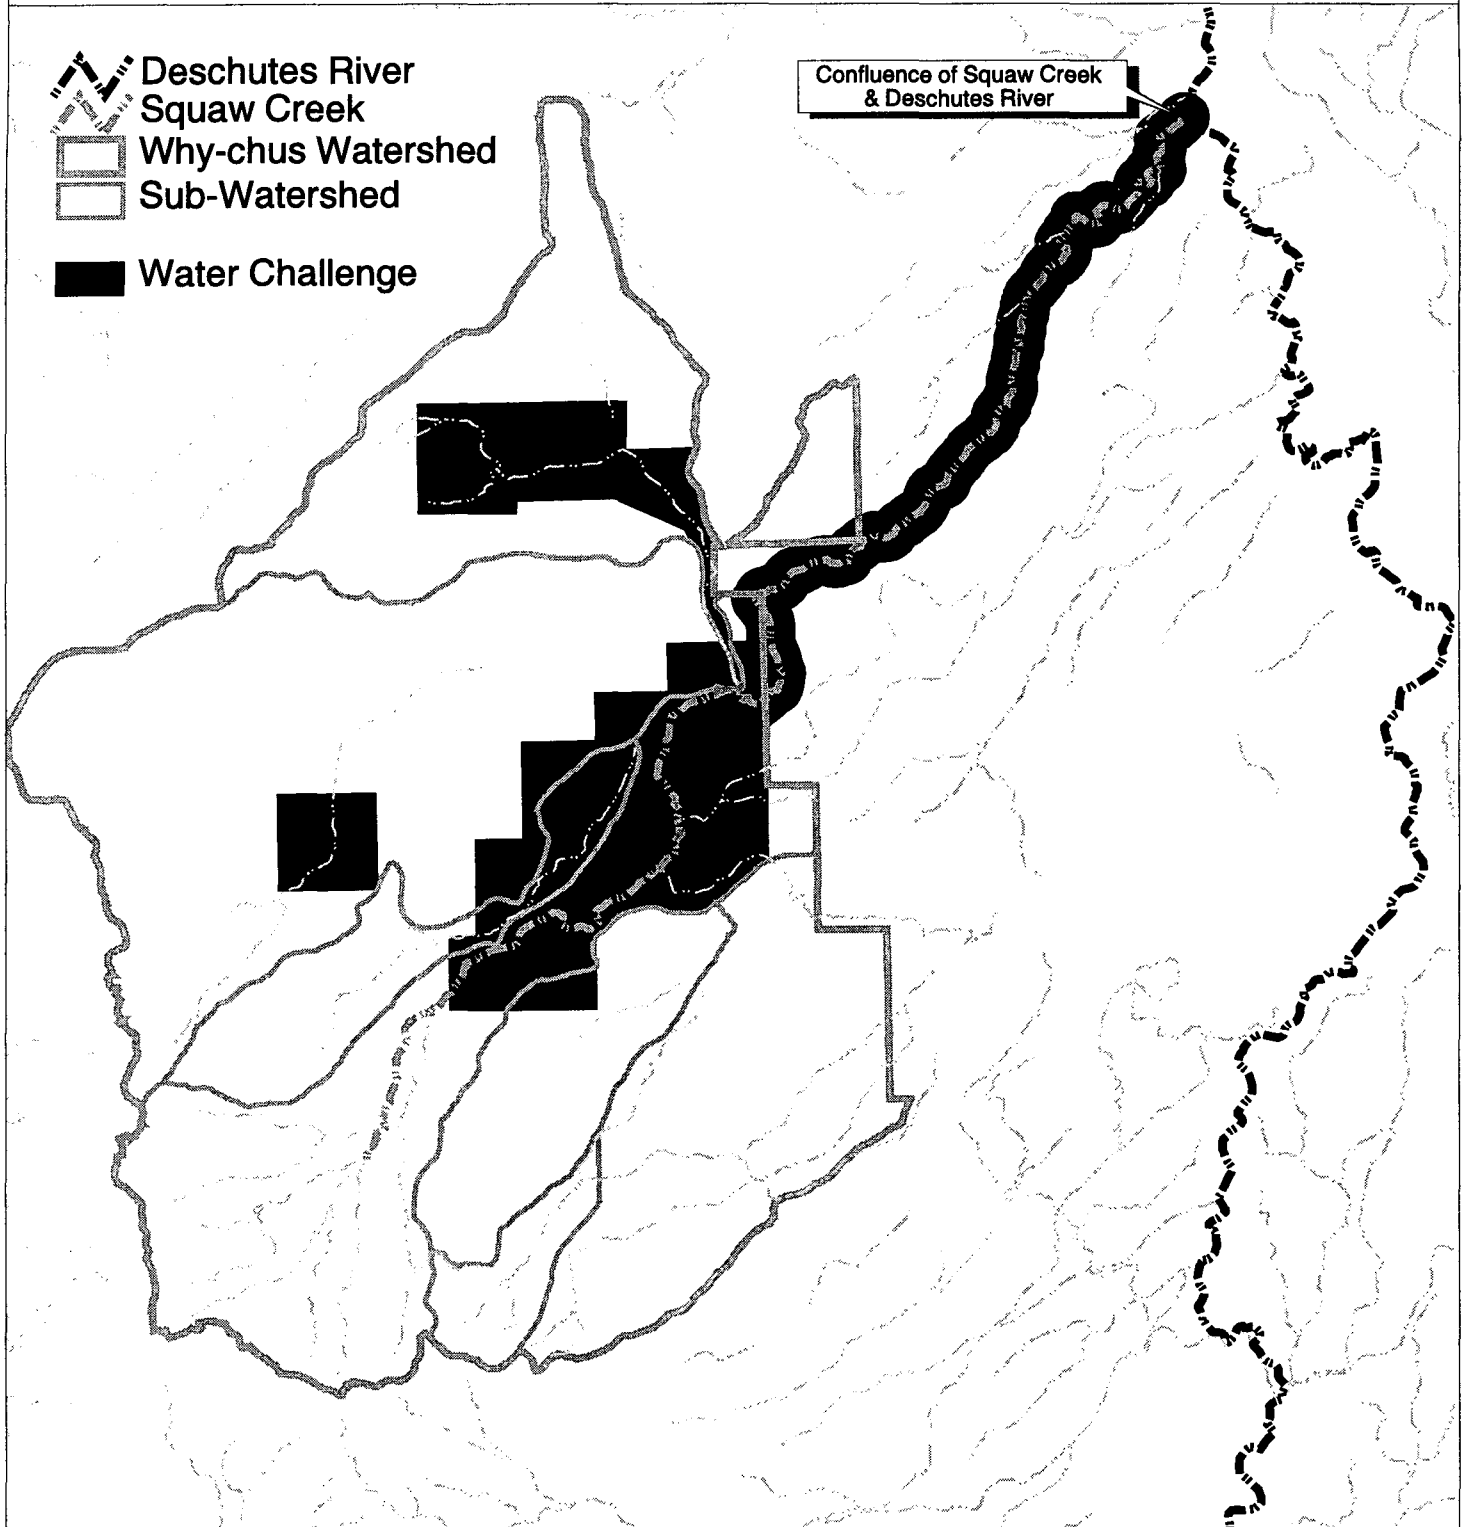 Deschutes River
Squaw Creek
Why-chus Watershed
Sub-Watershed
Water Challenge
Confluence of Squaw Creek
& Deschutes River